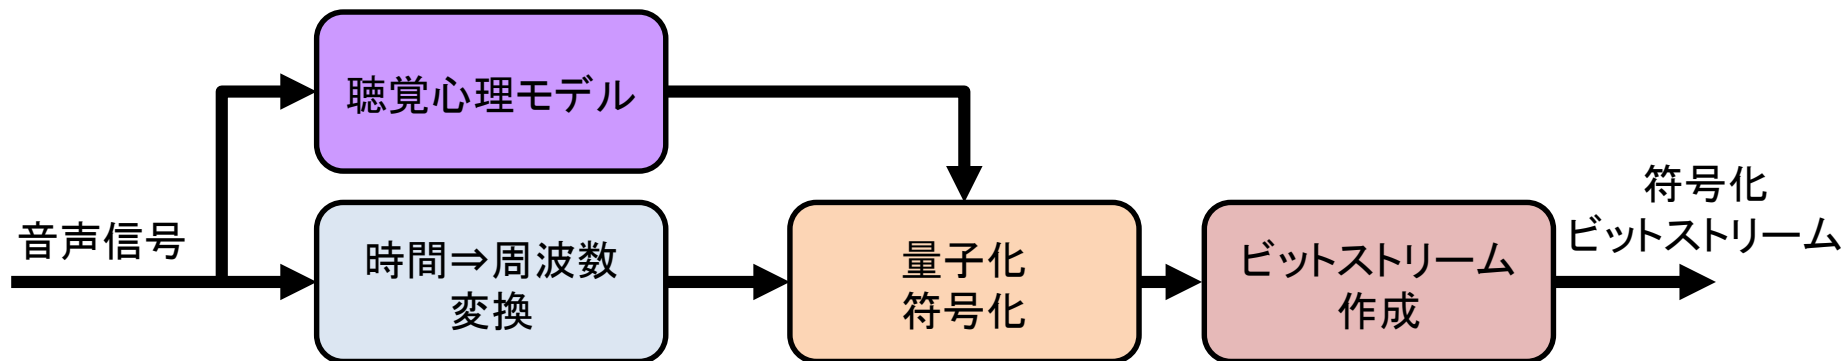 聴覚心理モデル
音声信号
時間⇒周波数
変換
量子化
符号化
ビットストリーム
作成
符号化
ビットストリーム